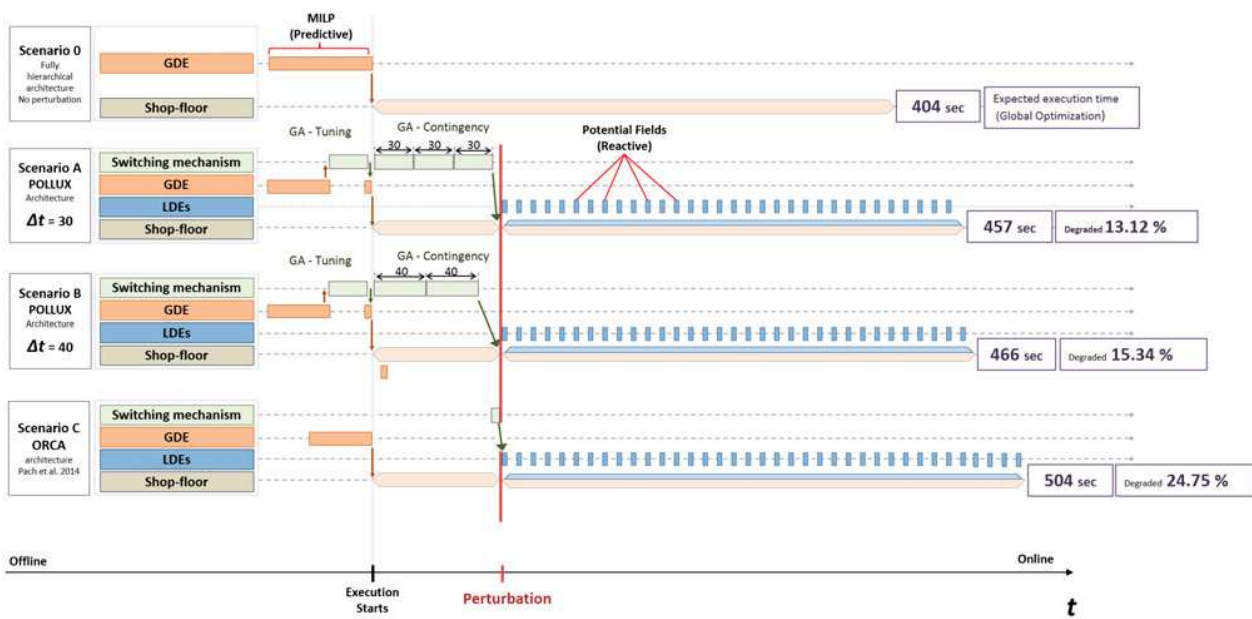 MILP
(Predictive)
Scenario 0
Fully
hierarchical
architecture
No perturbation
GDE
Shop-floor
404 sec
Expected execution time
(Global Optimization)
GA - Tuning
GA - Contingency
30 30 30
Potential Fields
(Reactive)
Scenario A
POLLUX
Architecture
Δt = 30
Switching mechanism
GDE
LDEs
Shop-floor
457 sec
Degraded 13.12 %
GA - Tuning
GA - Contingency
40 40
Scenario B
POLLUX
Architecture
Δt = 40
Switching mechanism
GDE
LDEs
Shop-floor
466 sec
Degraded 15.34 %
Scenario C
ORCA
architecture
Pach et al. 2014
Switching mechanism
GDE
LDEs
Shop-floor
504 sec
Degraded 24.75 %
Offline
Online
Execution
Starts
Perturbation
t